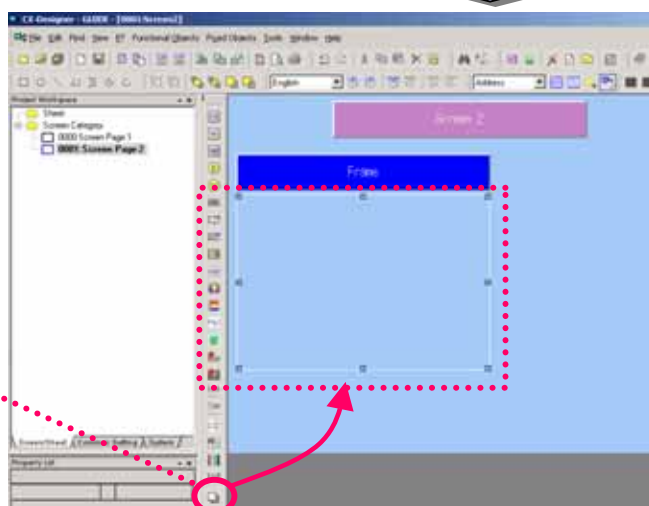 CX-Designer - GUIDE - [0001:Screen2]
File Edit Find View PT Functional Objects Fixed Objects Tools Window Help
English
Address
Project Workspace
Sheet
Screen Category
0000:Screen Page 1
0001:Screen Page 2
Screen 2
Frame
Property List